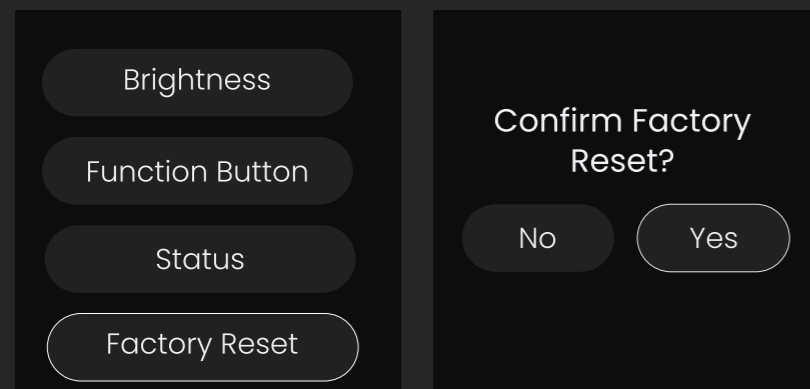 Brightness
Function Button
Status
Factory Reset
Confirm Factory
Reset?
No
Yes